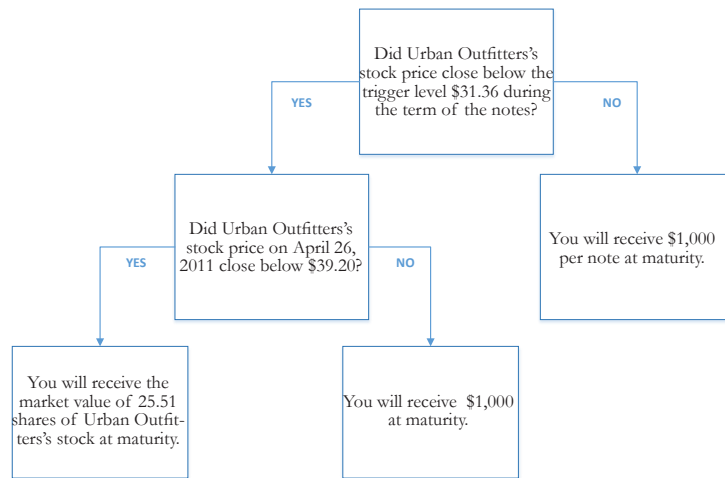 Did Urban Outfitters's
stock price close below the
trigger level $31.36 during
the term of the notes?
YES
NO
Did Urban Outfitters's
stock price on April 26,
2011 close below $39.20?
You will receive $1,000
per note at maturity.
YES
NO
You will receive the
market value of 25.51
shares of Urban Outfit-
ters's stock at maturity.
You will receive $1,000
at maturity.